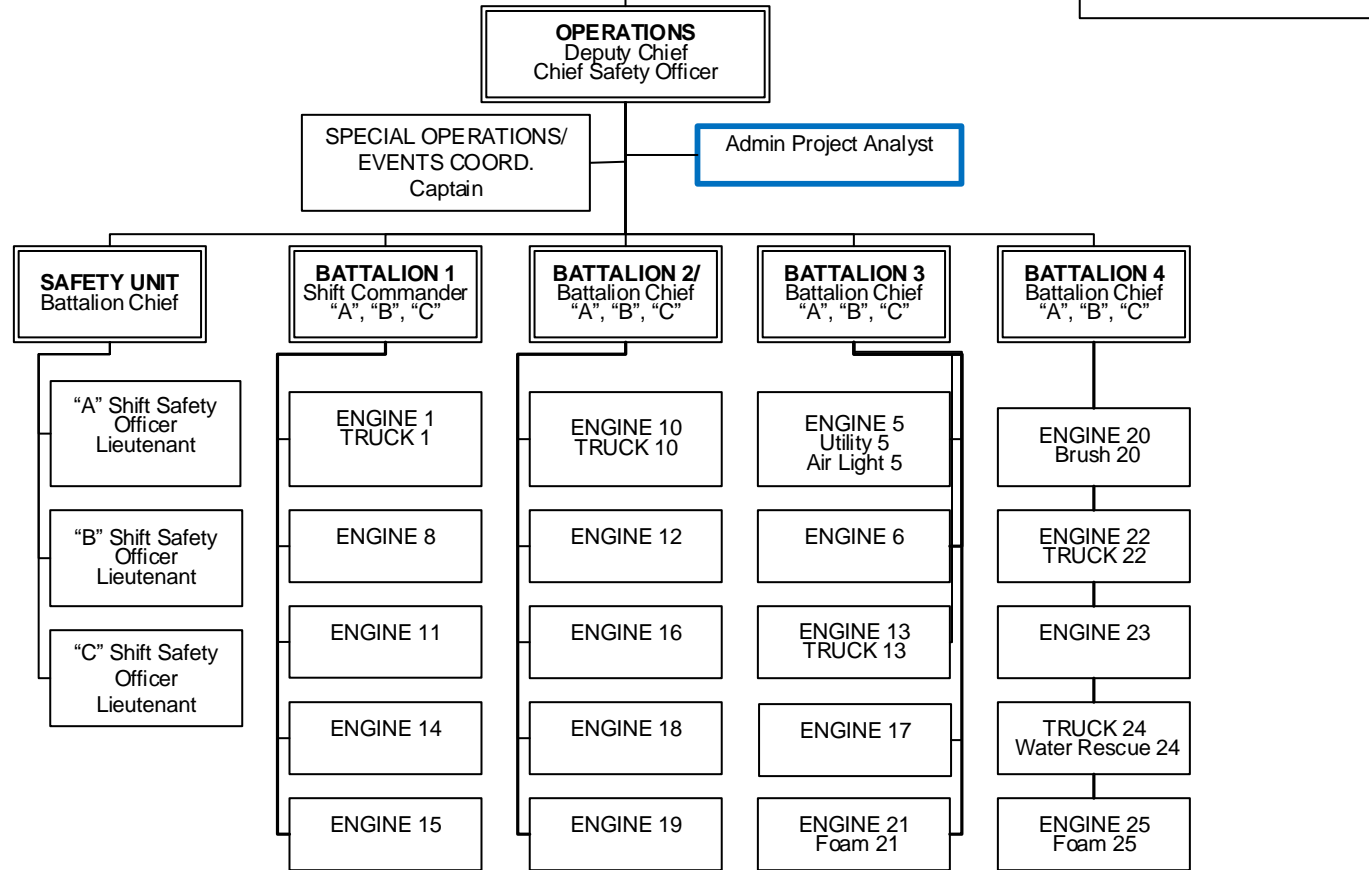 OPERATIONS
Deputy Chief
Chief Safety Officer
SPECIAL OPERATIONS/
EVENTS COORD.
Captain
Admin Project Analyst
SAFETY UNIT
Battalion Chief
BATTALION 1
Shift Commander
“A”, “B”, “C”
BATTALION 2/
Battalion Chief
“A”, “B”, “C”
BATTALION 3
Battalion Chief
“A”, “B”, “C”
BATTALION 4
Battalion Chief
“A”, “B”, “C”
“A” Shift Safety
Officer
Lieutenant
“B” Shift Safety
Officer
Lieutenant
“C” Shift Safety
Officer
Lieutenant
ENGINE 1
TRUCK 1
ENGINE 8
ENGINE 11
ENGINE 14
ENGINE 15
ENGINE 10
TRUCK 10
ENGINE 12
ENGINE 16
ENGINE 18
ENGINE 19
ENGINE 5
Utility 5
Air Light 5
ENGINE 6
ENGINE 13
TRUCK 13
ENGINE 17
ENGINE 21
Foam 21
ENGINE 20
Brush 20
ENGINE 22
TRUCK 22
ENGINE 23
TRUCK 24
Water Rescue 24
ENGINE 25
Foam 25